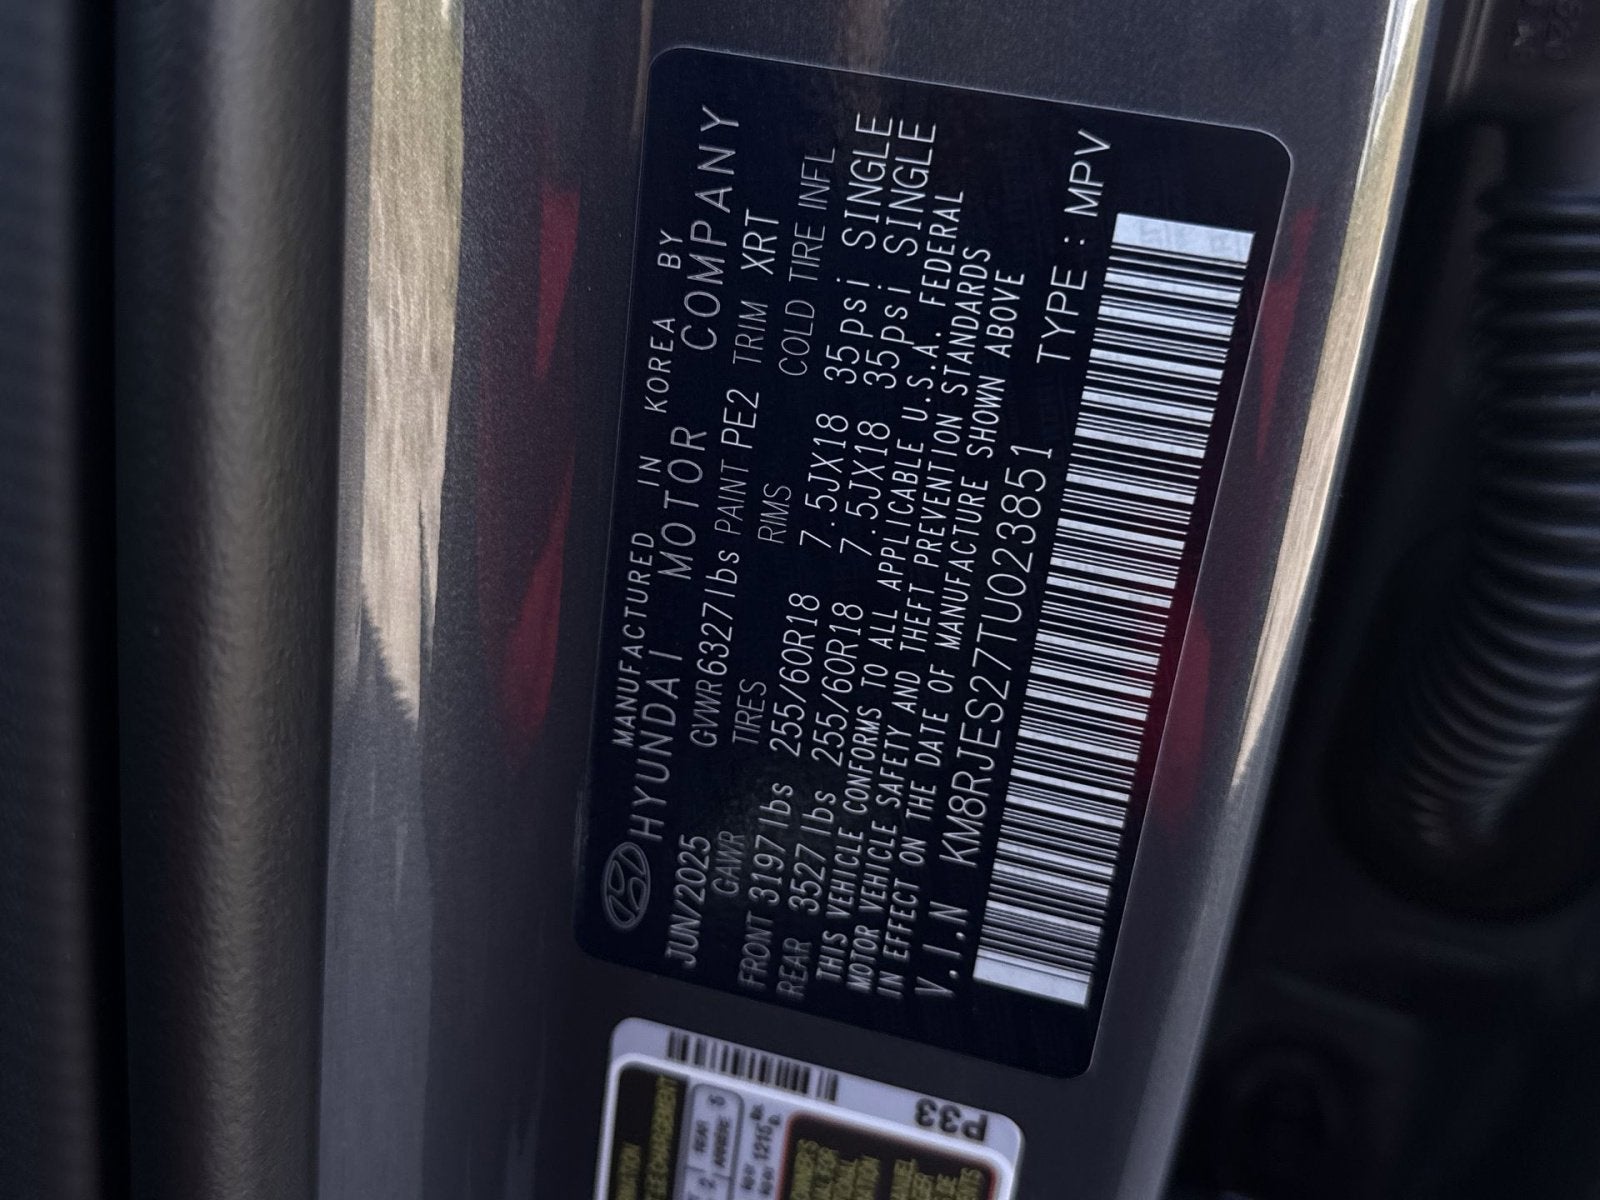 MANUFACTURED IN KOREA BY
HYUNDAI MOTOR COMPANY
JUN/2025 GVWR6327lbs PAINT PE2 TRIM XRT
GAWR TIRES RIMS COLD TIRE INFL
FRONT 3197lbs 255/60R18 7.5JX18 35psi SINGLE
REAR 3527lbs 255/60R18 7.5JX18 35psi SINGLE
THIS VEHICLE CONFORMS TO ALL APPLICABLE U.S.A. FEDERAL
MOTOR VEHICLE SAFETY AND THEFT PREVENTION STANDARDS
IN EFFECT ON THE DATE OF MANUFACTURE SHOWN ABOVE
V.I.N KM8RJES27TU023851 TYPE : MPV
P33